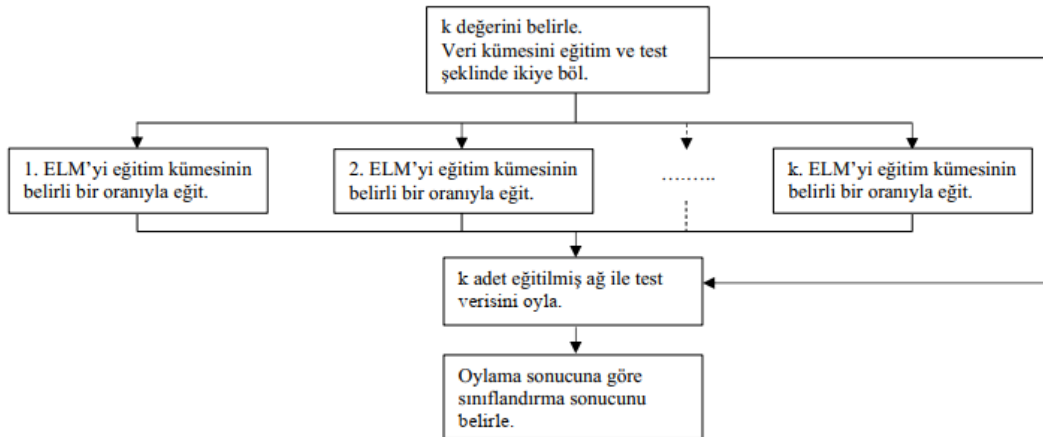 k değerini belirle.
Veri kümesini eğitim ve test
şeklinde ikiye böl.
1. ELM’yi eğitim kümesinin
belirli bir oranıyla eğit.
2. ELM’yi eğitim kümesinin
belirli bir oranıyla eğit.
………..
k. ELM’yi eğitim kümesinin
belirli bir oranıyla eğit.
k adet eğitilmiş ağ ile test
verisini oyla.
Oylama sonucuna göre
sınıflandırma sonucunu
belirle.